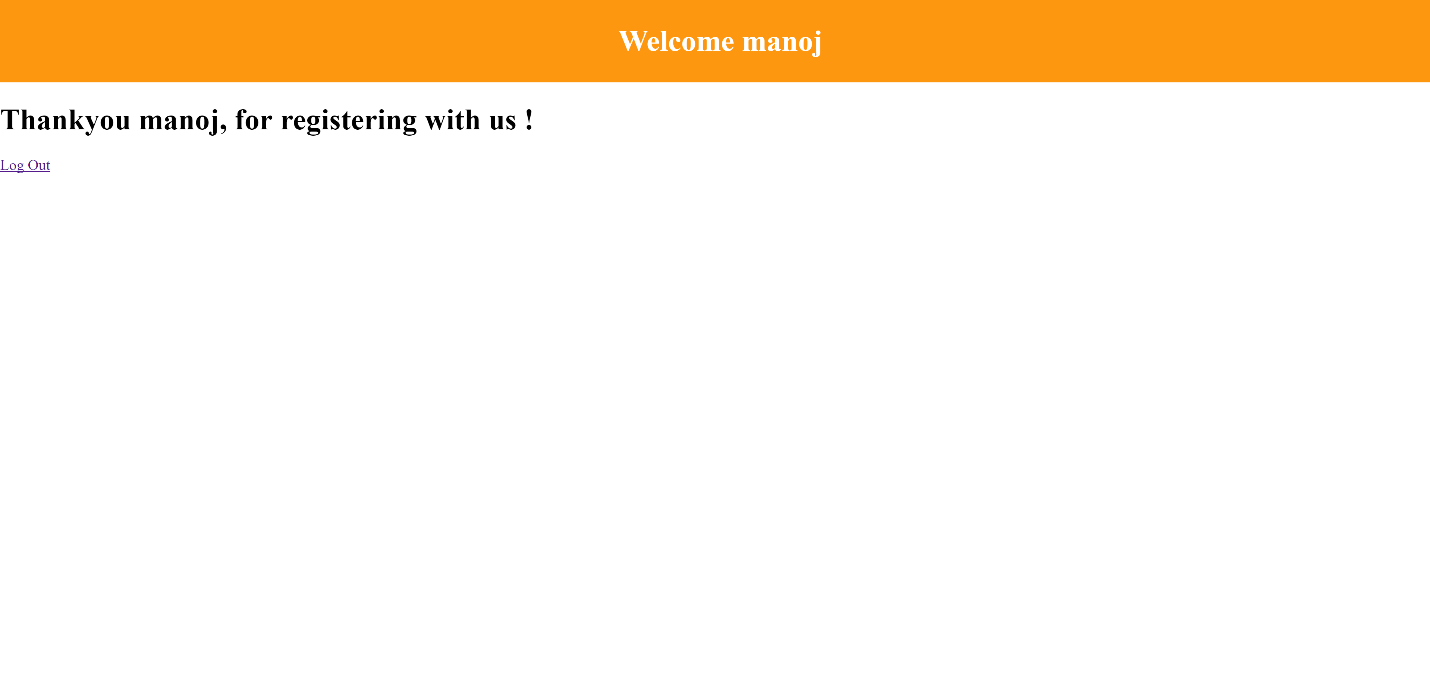 Welcome manoj
Thankyou manoj, for registering with us !
Log Out